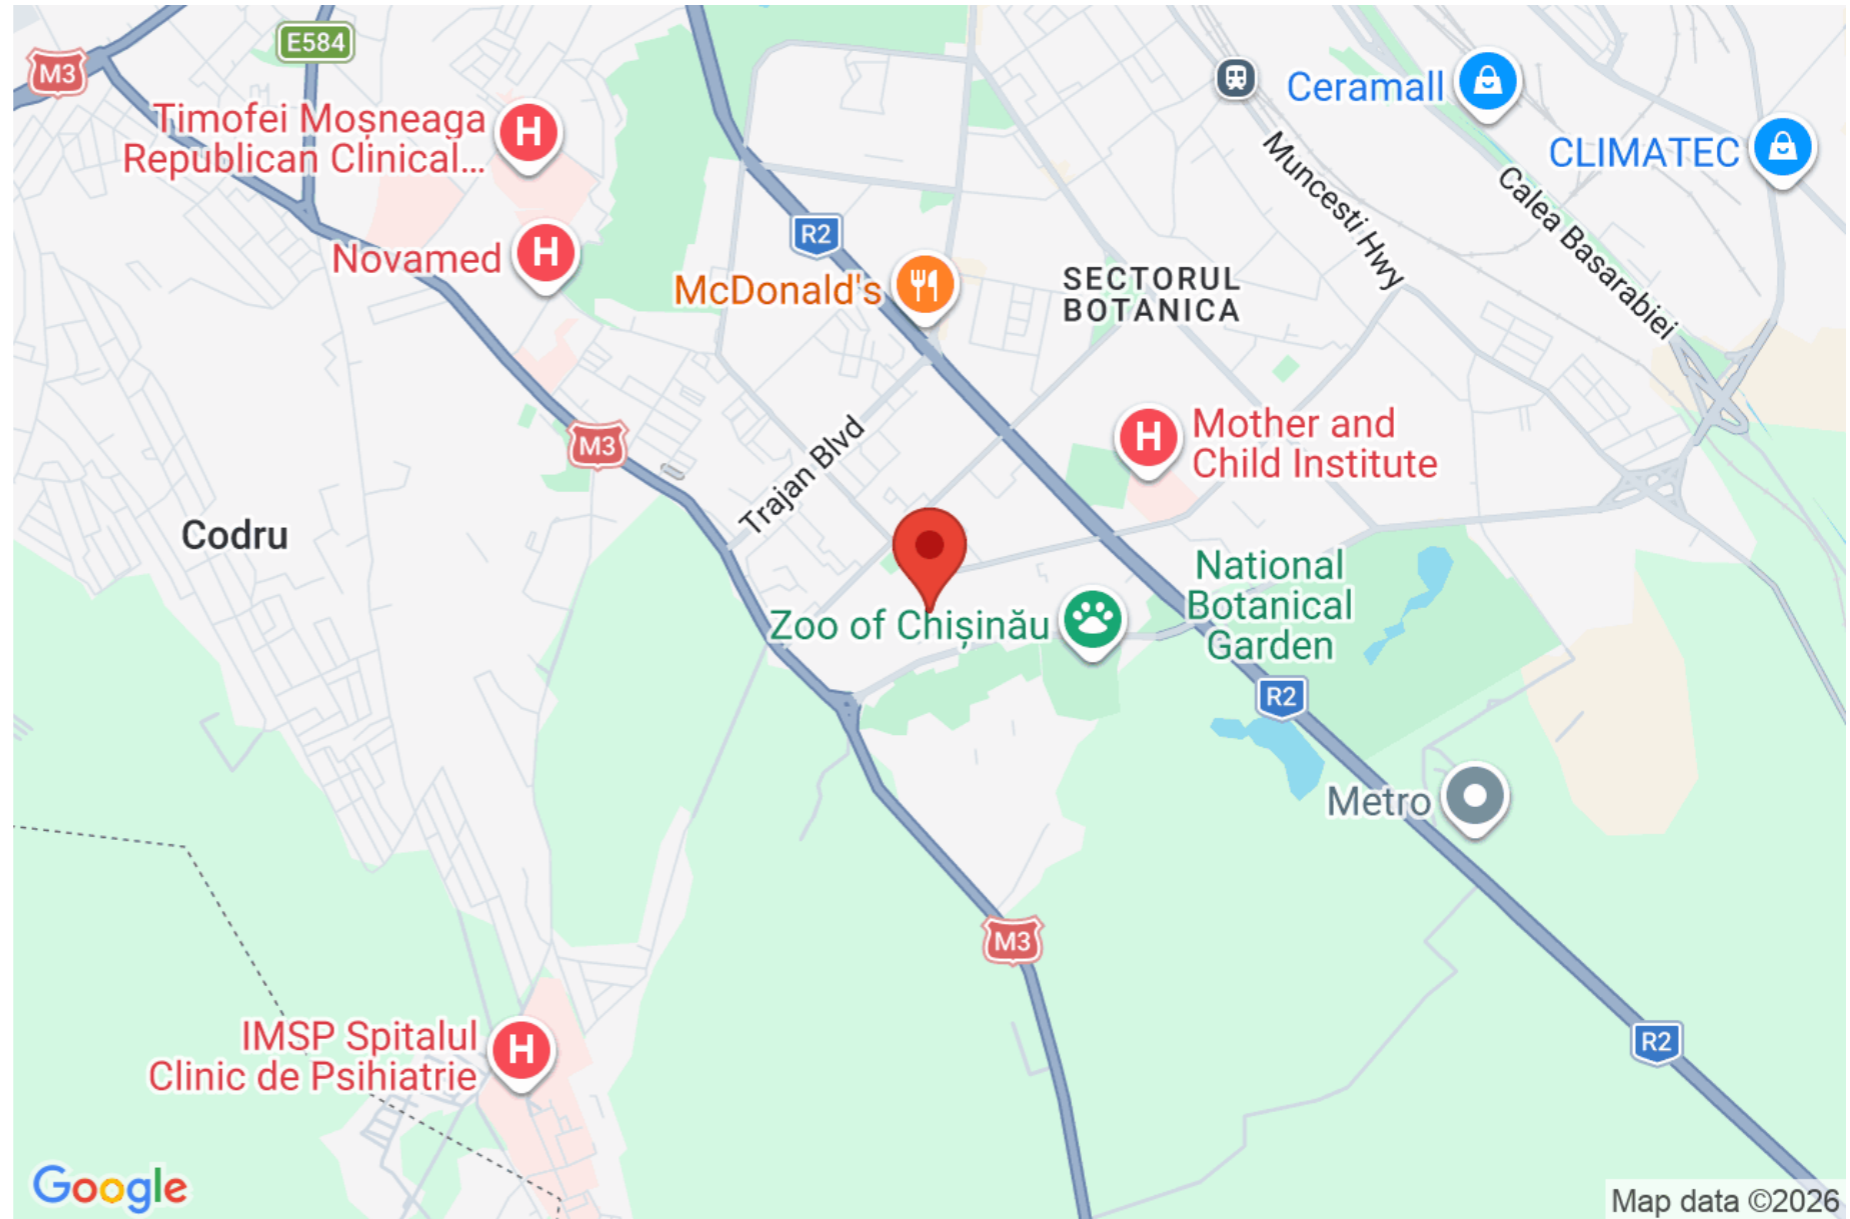 E584
M3
Timofei Moșneaga
Republican Clinical...
Ceramall
CLIMATEC
Muncesti Hwy
Calea Basarabiei
R2
Novamed
McDonald's
SECTORUL
BOTANICA
M3
Trajan Blvd
Mother and
Child Institute
Codru
National
Botanical
Garden
Zoo of Chișinău
R2
Metro
M3
IMSP Spitalul
Clinic de Psihiatrie
R2
Google
Map data ©2026